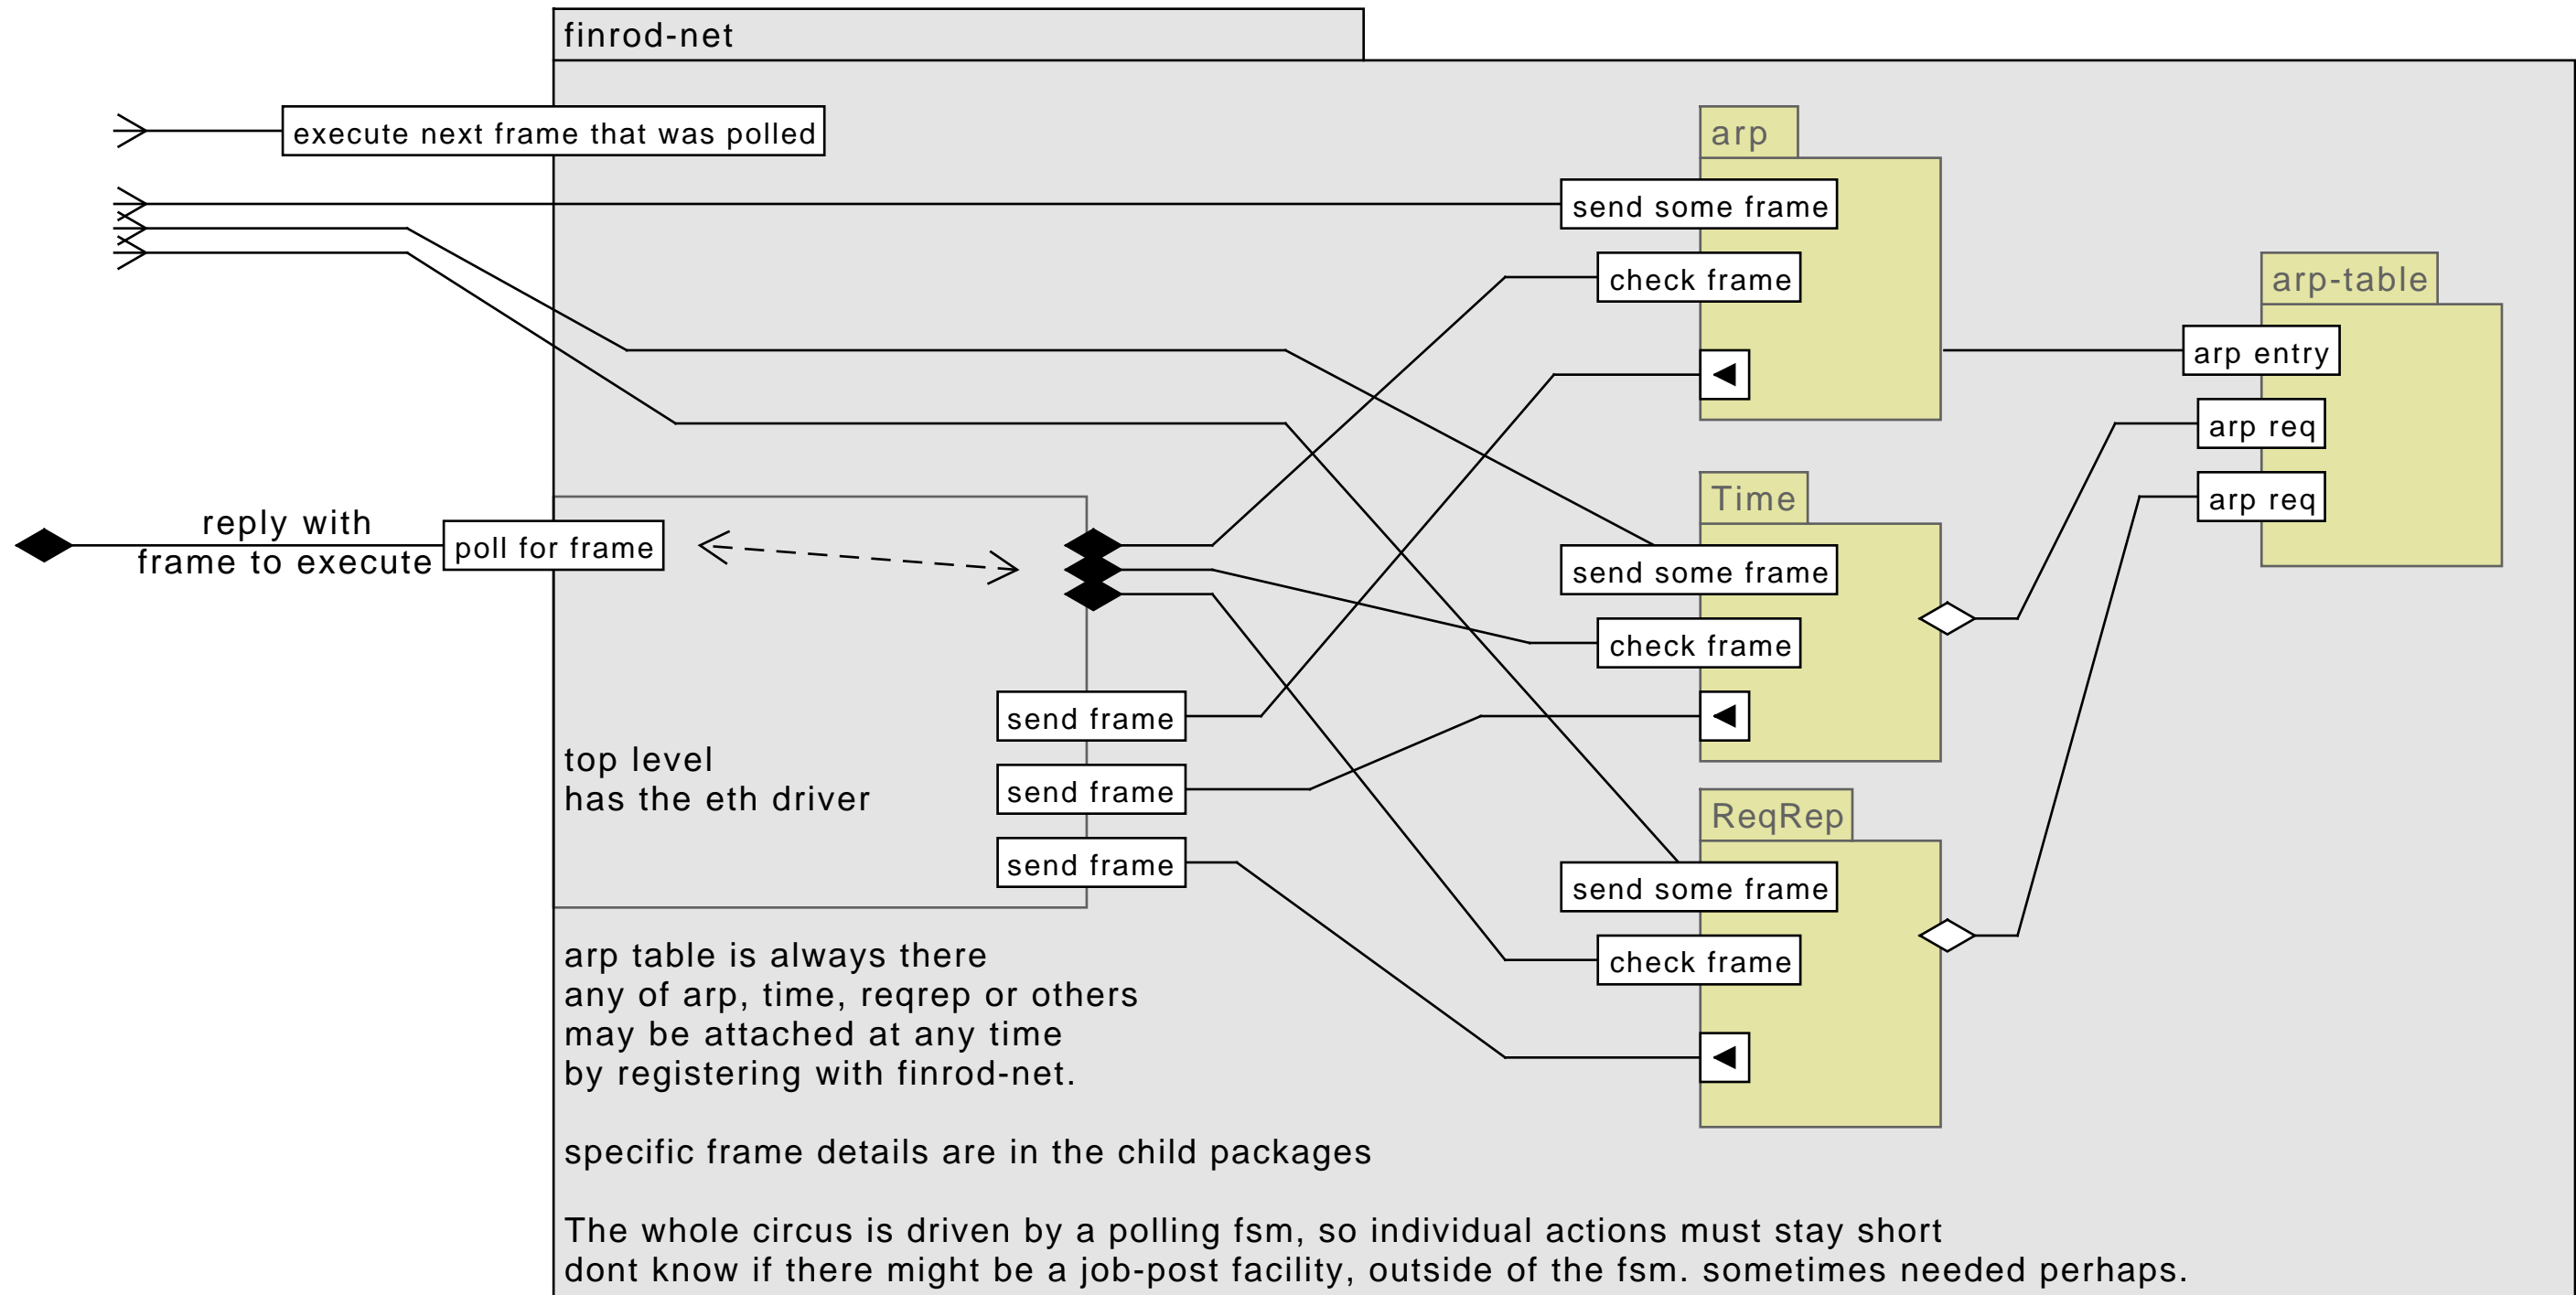 finrod-net
execute next frame that was polled
arp
send some frame
check frame
arp-table
arp entry
arp req
arp req
reply with
frame to execute
poll for frame
Time
send some frame
check frame
send frame
top level
has the eth driver
send frame
send frame
ReqRep
send some frame
check frame
arp table is always there
any of arp, time, reqrep or others
may be attached at any time
by registering with finrod-net.
specific frame details are in the child packages
The whole circus is driven by a polling fsm, so individual actions must stay short
dont know if there might be a job-post facility, outside of the fsm. sometimes needed perhaps.